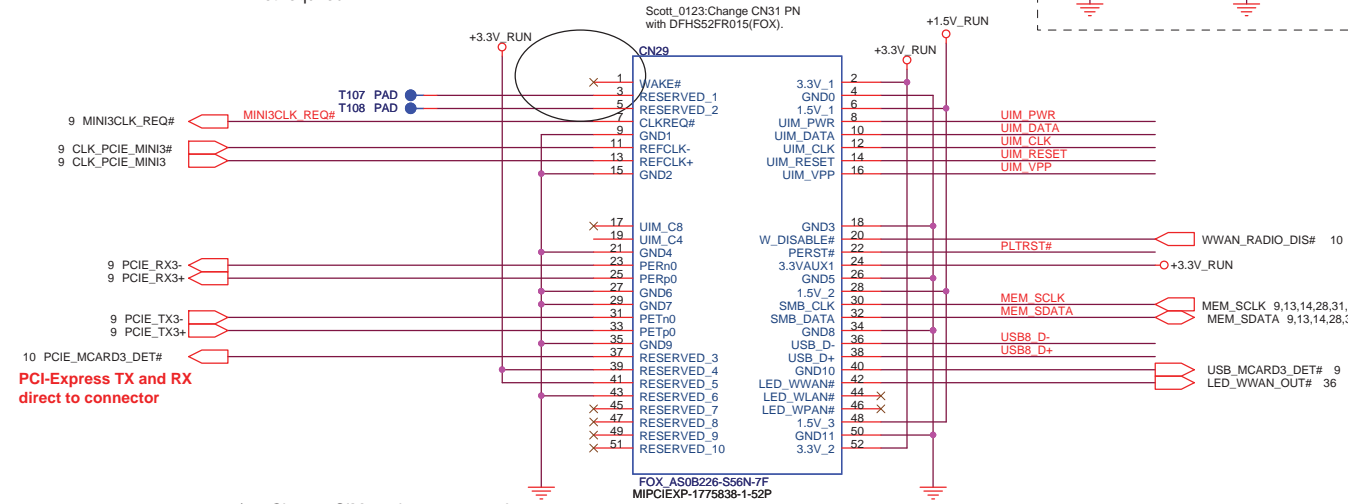 Scott_0123:Change CN31 PN
with DFHS52FR015(FOX).
+1.5V_RUN
+3.3V_RUN
+3.3V_RUN
CN29
1 WAKE# 3.3V_1 2
T107 PAD 3 RESERVED_1 GND0 4
T108 PAD 5 RESERVED_2 1.5V_1 6
9 MINI3CLK_REQ# MINI3CLK_REQ# 7 CLKREQ# UIM_PWR 8 UIM_PWR
9 GND1 UIM_DATA 10 UIM_DATA
9 CLK_PCIE_MINI3# 11 REFCLK- UIM_CLK 12 UIM_CLK
9 CLK_PCIE_MINI3 13 REFCLK+ UIM_RESET 14 UIM_RESET
15 GND2 UIM_VPP 16 UIM_VPP
17 UIM_C8 GND3 18
19 UIM_C4 W_DISABLE# 20 WWAN_RADIO_DIS# 10
21 GND4 PERST# 22 PLTRST#
9 PCIE_RX3- 23 PERn0 3.3VAUX1 24 +3.3V_RUN
9 PCIE_RX3+ 25 PERp0 GND5 26
27 GND6 1.5V_2 28
29 GND7 SMB_CLK 30 MEM_SCLK MEM_SCLK 9,13,14,28,31,
9 PCIE_TX3- 31 PETn0 SMB_DATA 32 MEM_SDATA MEM_SDATA 9,13,14,28,3
9 PCIE_TX3+ 33 PETp0 GND8 34
35 GND9 USB_D- 36 USB8_D-
10 PCIE_MCARD3_DET# 37 RESERVED_3 USB_D+ 38 USB8_D+
39 RESERVED_4 GND10 40 USB_MCARD3_DET# 9
41 RESERVED_5 LED_WWAN# 42 LED_WWAN_OUT# 36
43 RESERVED_6 LED_WLAN# 44
45 RESERVED_7 LED_WPAN# 46
47 RESERVED_8 1.5V_3 48
49 RESERVED_9 GND11 50
51 RESERVED_10 3.3V_2 52
PCI-Express TX and RX
direct to connector
FOX_AS0B226-S56N-7F
MIPCIEXP-1775838-1-52P